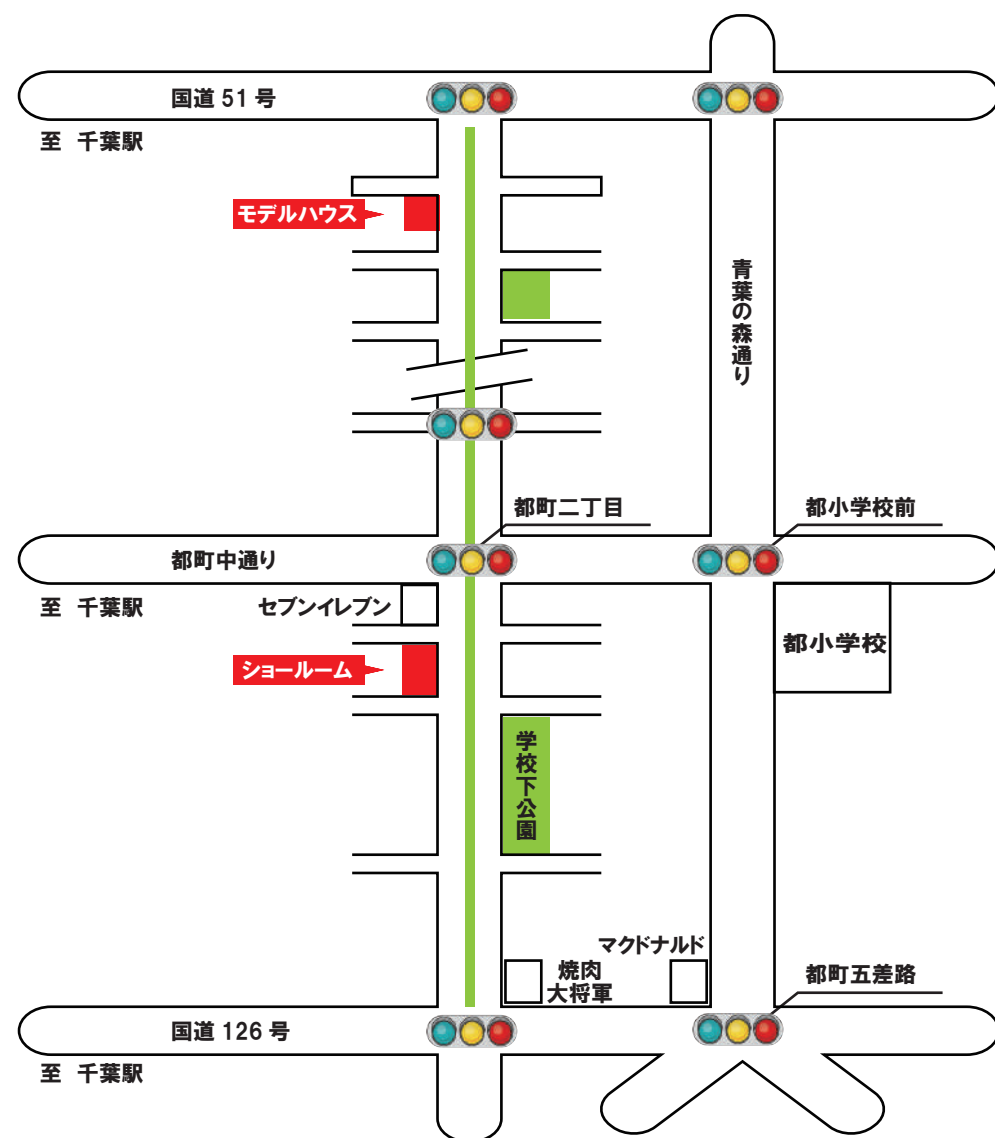 国道 51 号
至 千葉駅
モデルハウス
青葉の森通り
都町二丁目
都小学校前
都町中通り
至 千葉駅
セブンイレブン
都小学校
ショールーム
学校下公園
マクドナルド
焼肉
大将軍
都町五差路
国道 126 号
至 千葉駅